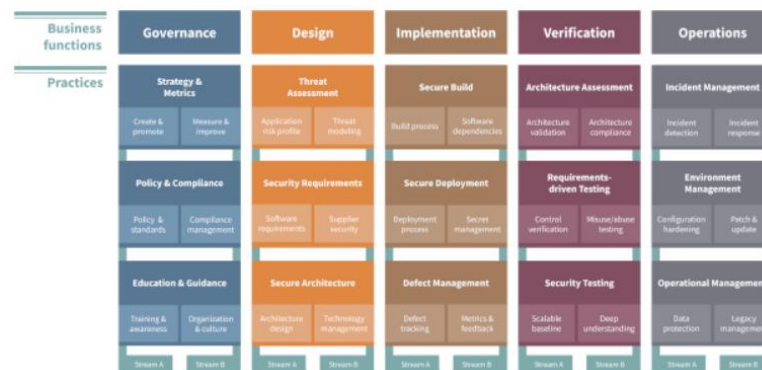 Business
functions
Governance
Design
Implementation
Verification
Operations
Practices
Strategy &
Metrics
Create &
promote
Measure &
improve
Threat
Assessment
Application
risk profile
Threat
modeling
Secure Build
Build process
Software
dependencies
Architecture Assessment
Architecture
validation
Architecture
compliance
Incident Management
Incident
detection
Incident
response
Policy & Compliance
Policy &
standards
Compliance
management
Security Requirements
Software
requirements
Supplier
security
Secure Deployment
Deployment
process
Secret
management
Requirements-
driven Testing
Control
verification
Misuse/abuse
testing
Environment
Management
Configuration
hardening
Patch &
update
Education & Guidance
Training &
awareness
Organization
& culture
Secure Architecture
Architecture
design
Technology
management
Defect Management
Defect
tracking
Metrics &
feedback
Security Testing
Scalable
baseline
Deep
understanding
Operational Management
Data
protection
Legacy
management
Stream A
Stream B
Stream A
Stream B
Stream A
Stream B
Stream A
Stream B
Stream A
Stream B